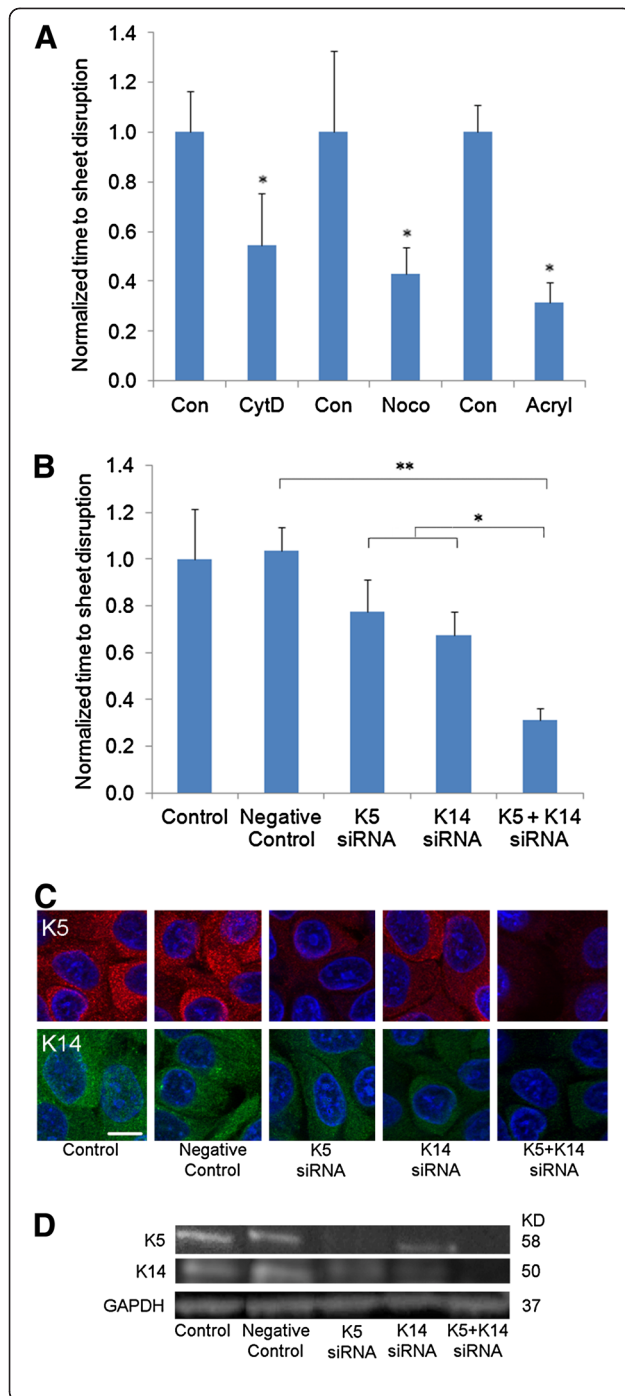 A
Normalized time to sheet disruption
1.4
1.2
1.0
0.8
0.6
0.4
0.2
0.0
*
*
*
Con CytD Con Noco Con Acryl
B
Normalized time to sheet disruption
1.4
1.2
1.0
0.8
0.6
0.4
0.2
0.0
**
*
Control Negative Control K5 siRNA K14 siRNA K5 + K14 siRNA
C
K5
K14
Control Negative Control K5 siRNA K14 siRNA K5+K14 siRNA
D
KD
K5 58
K14 50
GAPDH 37
Control Negative Control K5 siRNA K14 siRNA K5+K14 siRNA